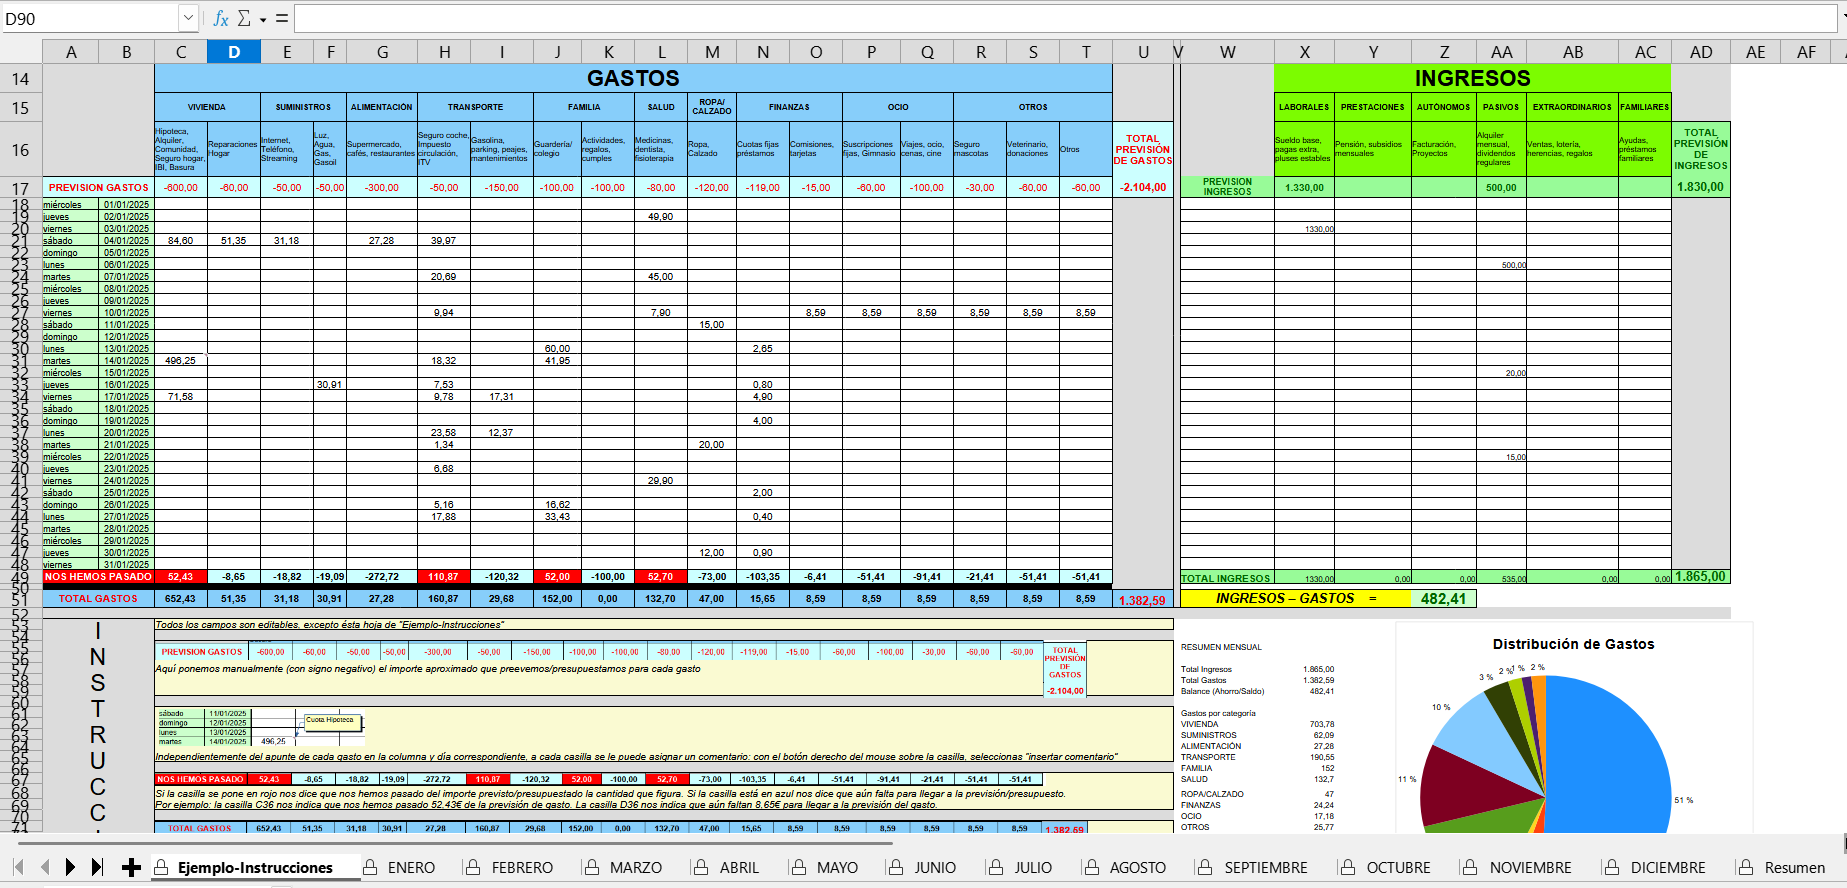 D90
fx Σ =
A B C D E F G H I J K L M N O P Q R S T U V W X Y Z AA AB AC AD AE AF
14 GASTOS INGRESOS
15 VIVIENDA SUMINISTROS ALIMENTACIÓN TRANSPORTE FAMILIA SALUD ROPA/ CALZADO FINANZAS OCIO OTROS LABORALES PRESTACIONES AUTÓNOMOS PASIVOS EXTRAORDINARIOS FAMILIARES
16 Hipoteca, Alquiler, Comunidad, Seguro hogar, IBI, Basura Reparaciones Hogar Internet, Teléfono, Streaming Luz, Agua, Gas, Gasoil Supermercado, cafés, restaurantes Seguro coche, Impuesto circulación, ITV Gasolina, parking, peajes, mantenimientos Guardería/ colegio Actividades, regalos, cumples Medicinas, dentista, fisioterapia Ropa, Calzado Cuotas fijas préstamos Comisiones, tarjetas Suscripciones fijas, Gimnasio Viajes, ocio, cenas, cine Seguro mascotas Veterinario, donaciones Otros TOTAL PREVISIÓN DE GASTOS Sueldo base, pagas extra, pluses estables Pensión, subsidios mensuales Facturación, Proyectos Alquiler mensual, dividendos regulares Ventas, lotería, herencias, regalos Ayudas, préstamos familiares TOTAL PREVISIÓN DE INGRESOS
17 PREVISION GASTOS -600,00 -60,00 -50,00 -50,00 -300,00 -50,00 -150,00 -100,00 -100,00 -80,00 -120,00 -119,00 -15,00 -60,00 -100,00 -30,00 -60,00 -60,00 -2.104,00 PREVISION INGRESOS 1.330,00 500,00 1.830,00
18 miércoles 01/01/2025
19 jueves 02/01/2025 49,90
20 viernes 03/01/2025 1330,00
21 sábado 04/01/2025 84,60 51,35 31,18 27,28 39,97
22 domingo 05/01/2025
23 lunes 06/01/2025 500,00
24 martes 07/01/2025 20,69 45,00
25 miércoles 08/01/2025
26 jueves 09/01/2025
27 viernes 10/01/2025 9,94 7,90 8,59 8,59 8,59 8,59 8,59 8,59
28 sábado 11/01/2025 15,00
29 domingo 12/01/2025
30 lunes 13/01/2025 60,00 2,65
31 martes 14/01/2025 496,25 18,32 41,95
32 miércoles 15/01/2025 20,00
33 jueves 16/01/2025 30,91 7,53 0,80
34 viernes 17/01/2025 71,58 9,78 17,31 4,90
35 sábado 18/01/2025
36 domingo 19/01/2025 4,00
37 lunes 20/01/2025 23,58 12,37
38 martes 21/01/2025 1,34 20,00
39 miércoles 22/01/2025 15,00
40 jueves 23/01/2025 6,68
41 viernes 24/01/2025 29,90
42 sábado 25/01/2025 2,00
43 domingo 26/01/2025 5,16 16,62
44 lunes 27/01/2025 17,88 33,43 0,40
45 martes 28/01/2025
46 miércoles 29/01/2025
47 jueves 30/01/2025 12,00 0,90
48 viernes 31/01/2025
49 NOS HEMOS PASADO 52,43 -8,65 -18,82 -19,09 -272,72 110,87 -120,32 52,00 -100,00 52,70 -73,00 -103,35 -6,41 -51,41 -91,41 -21,41 -51,41 -51,41 TOTAL INGRESOS 1330,00 0,00 0,00 535,00 0,00 0,00 1.865,00
50
51 TOTAL GASTOS 652,43 51,35 31,18 30,91 27,28 160,87 29,68 152,00 0,00 132,70 47,00 15,65 8,59 8,59 8,59 8,59 8,59 8,59 1.382,59 INGRESOS – GASTOS = 482,41
52
53 Todos los campos son editables, excepto ésta hoja de "Ejemplo-Instrucciones"
INSTRUCC
PREVISION GASTOS -600,00 -60,00 -50,00 -50,00 -300,00 -50,00 -150,00 -100,00 -100,00 -80,00 -120,00 -119,00 -15,00 -60,00 -100,00 -30,00 -60,00 -60,00 TOTAL PREVISIÓN DE GASTOS -2.104,00
Aquí ponemos manualmente (con signo negativo) el importe aproximado que preevemos/presupuestamos para cada gasto
sábado 11/01/2025
domingo 12/01/2025
lunes 13/01/2025
martes 14/01/2025 496,25
Cuota Hipoteca
Independientemente del apunte de cada gasto en la columna y día correspondiente, a cada casilla se le puede asignar un comentario: con el botón derecho del mouse sobre la casilla, seleccionas "insertar comentario"
NOS HEMOS PASADO 52,43 -8,65 -18,82 -19,09 -272,72 110,87 -120,32 52,00 -100,00 52,70 -73,00 -103,35 -6,41 -51,41 -91,41 -21,41 -51,41 -51,41
Si la casilla se pone en rojo nos dice que nos hemos pasado del importe previsto/presupuestado la cantidad que figura. Si la casilla está en azul nos dice que aún falta para llegar a la previsión/presupuesto.
Por ejemplo: la casilla C36 nos indica que nos hemos pasado 52,43€ de la previsión de gasto. La casilla D36 nos indica que aún faltan 8,65€ para llegar a la previsión del gasto.
TOTAL GASTOS 652,43 51,35 31,18 30,91 27,28 160,87 29,68 152,00 0,00 132,70 47,00 15,65 8,59 8,59 8,59 8,59 8,59 8,59 1.382,59
RESUMEN MENSUAL
Total Ingresos 1.865,00
Total Gastos 1.382,59
Balance (Ahorro/Saldo) 482,41
Gastos por categoría
VIVIENDA 703,78
SUMINISTROS 62,09
ALIMENTACIÓN 27,28
TRANSPORTE 190,55
FAMILIA 152
SALUD 132,7
ROPA/CALZADO 47
FINANZAS 24,24
OCIO 17,18
OTROS 25,77
Distribución de Gastos
3 % 2 % 1 % 2 %
10 %
11 %
51 %
Ejemplo-Instrucciones ENERO FEBRERO MARZO ABRIL MAYO JUNIO JULIO AGOSTO SEPTIEMBRE OCTUBRE NOVIEMBRE DICIEMBRE Resumen